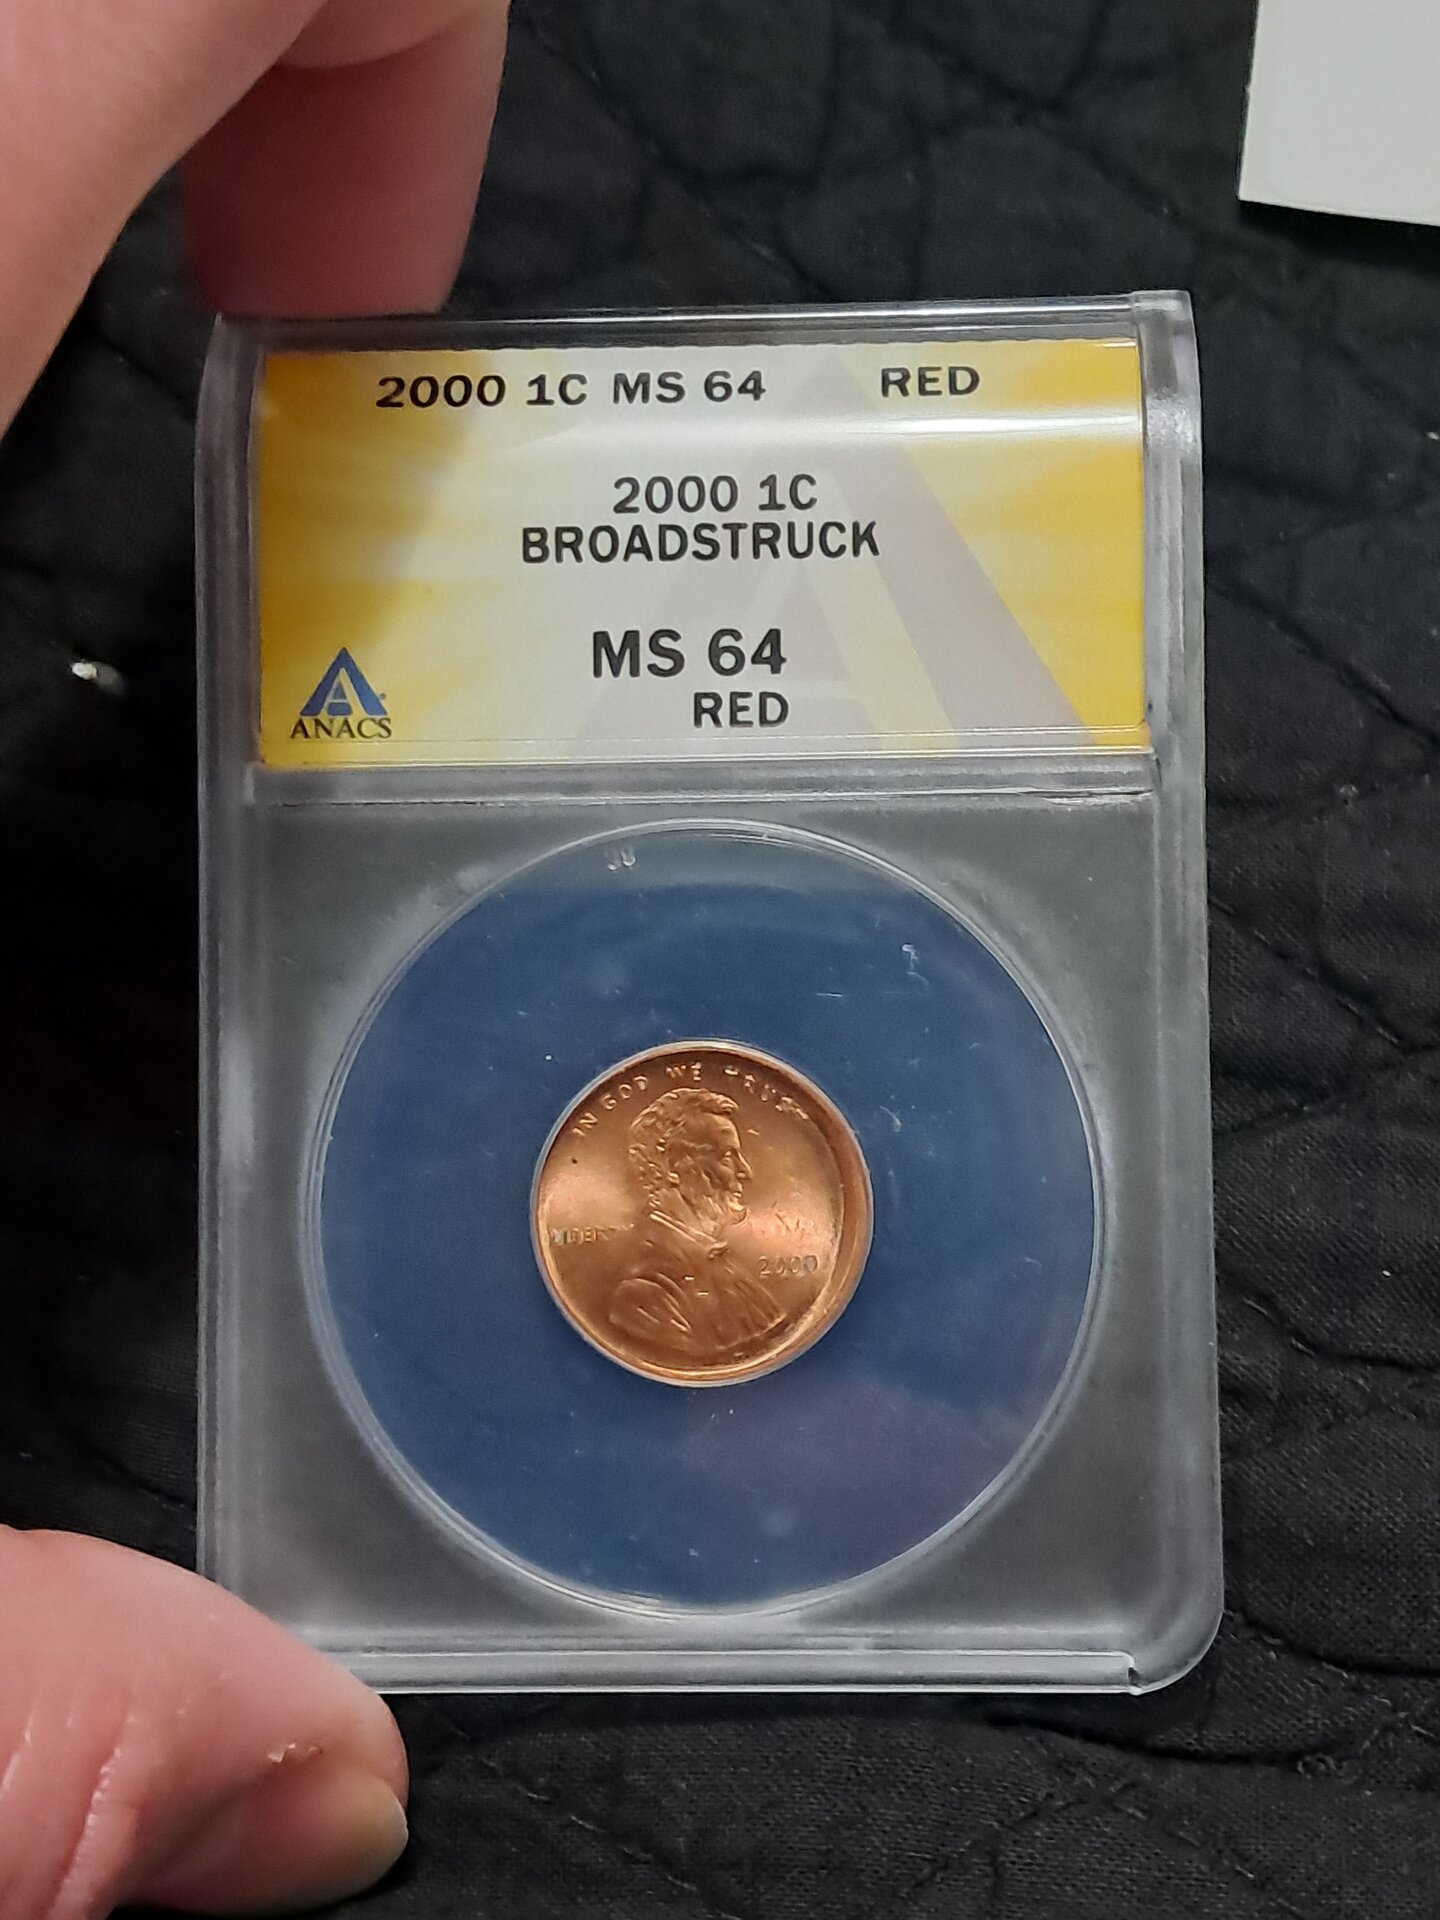 2000 1C MS 64 RED
2000 1C
BROADSTRUCK
MS 64
RED
ANACS
IN GOD WE TRUST
LIBERTY
2000